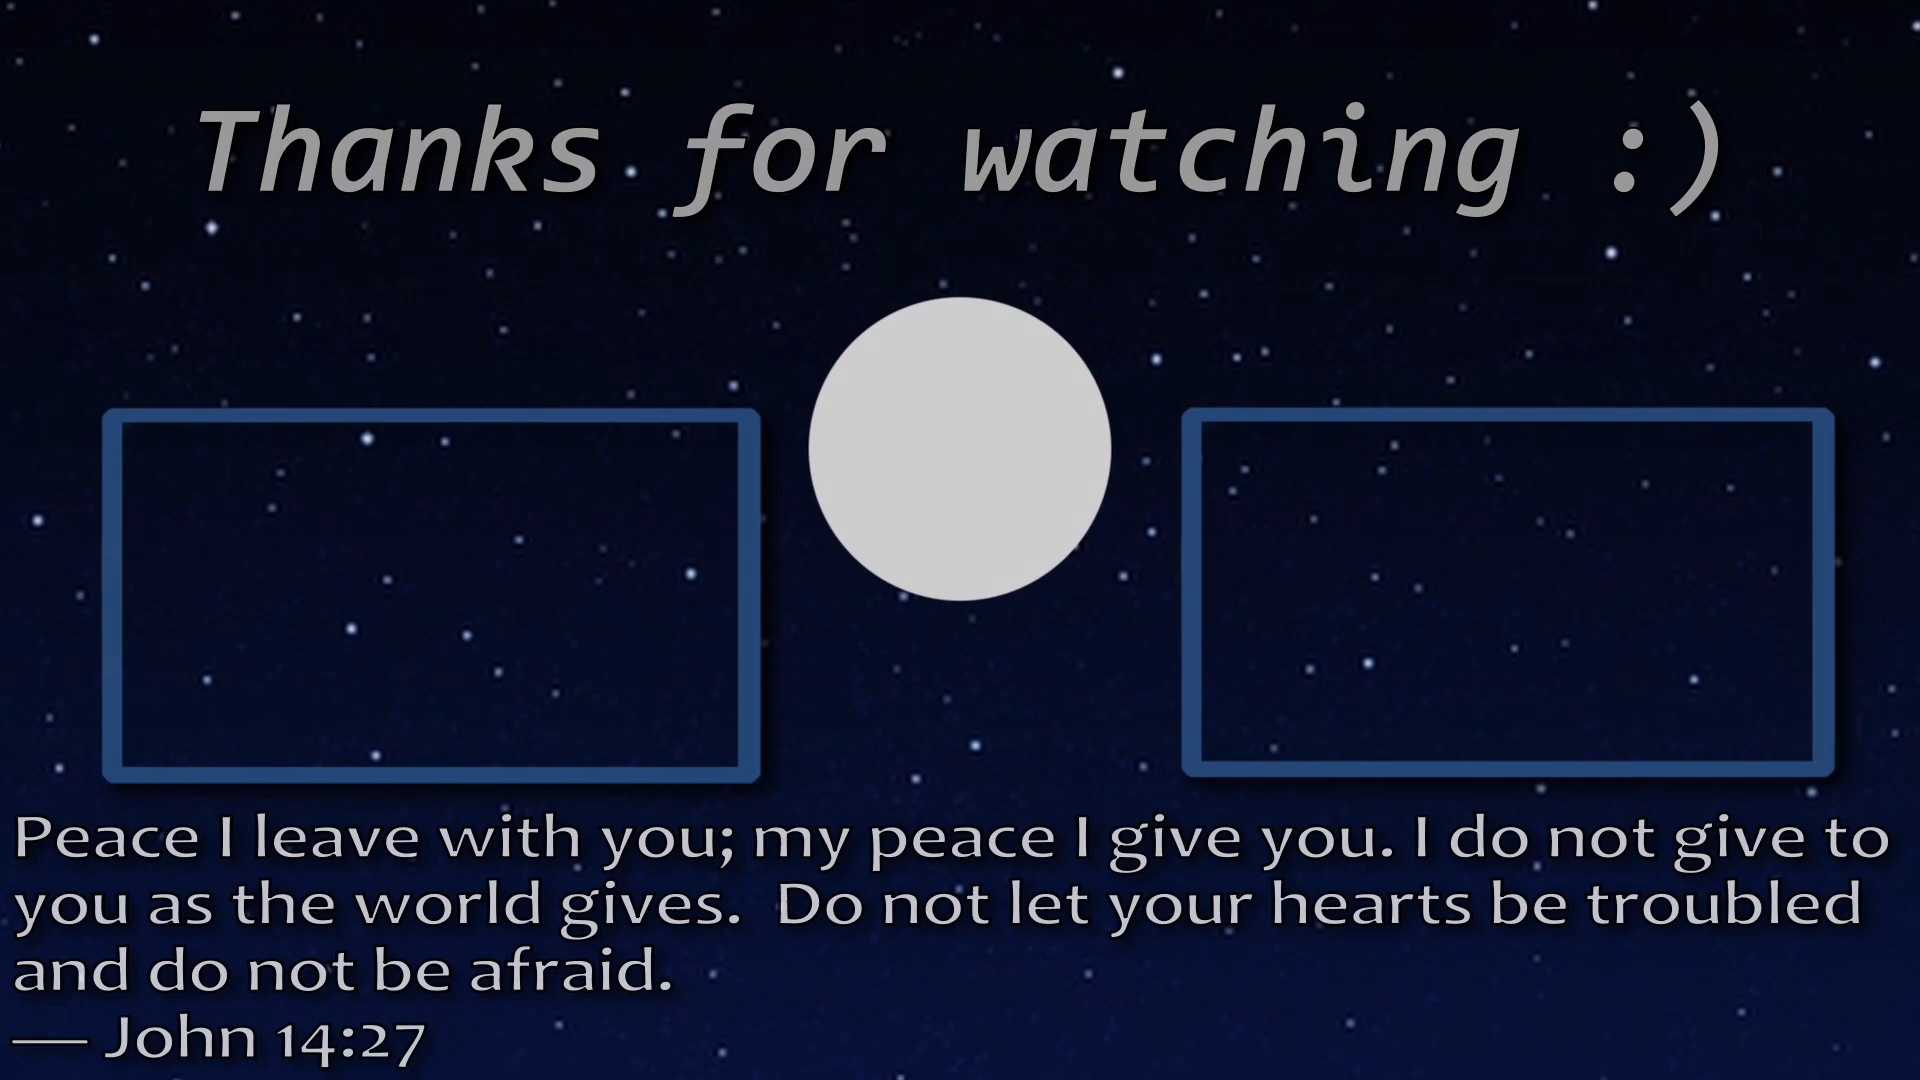 Thanks for watching :)
Peace I leave with you; my peace I give you. I do not give to
you as the world gives.  Do not let your hearts be troubled
and do not be afraid.
— John 14:27